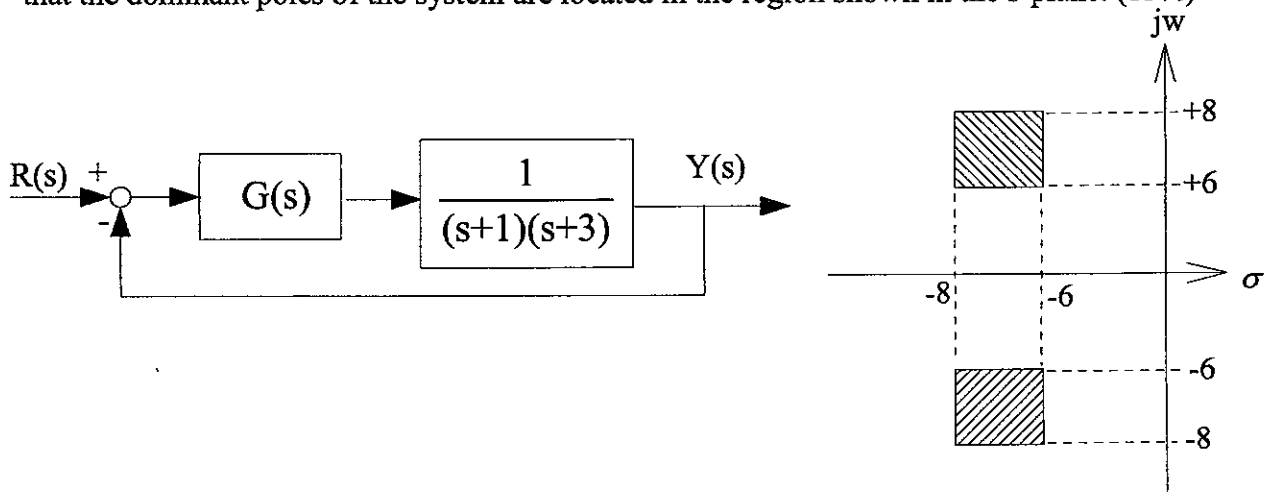 that the dominant poles of the system are located in the region shown in the s-plane.
jw
+8
R(s) + Y(s)
G(s) 1
(s+1)(s+3)
-
+6
-8 -6 σ
-6
-8